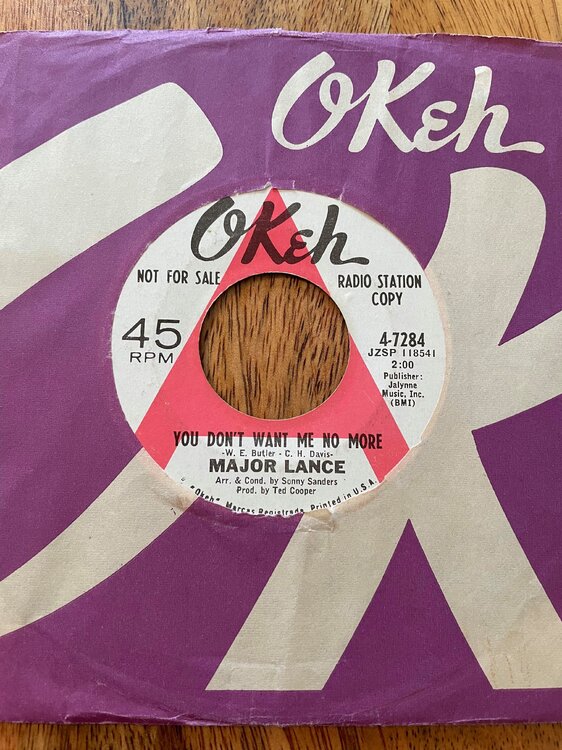 OKeh
OKeh
NOT FOR SALE
RADIO STATION
COPY
45
RPM
4-7284
JZSP 118541
2:00
Publisher:
Jalynne
Music, Inc.
(BMI)
YOU DON'T WANT ME NO MORE
-W. E. Butler - C. H. Davis-
MAJOR LANCE
Arr. & Cond. by Sonny Sanders
Prod. by Ted Cooper
"Okeh" Marcas Registrada. Printed in U.S.A.